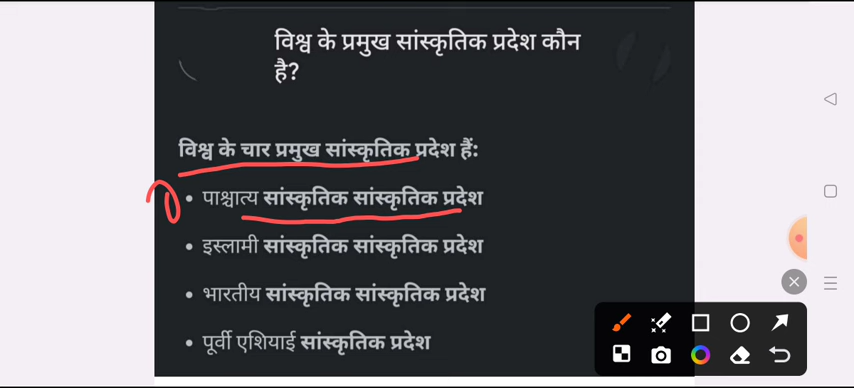 विश्व के प्रमुख सांस्कृतिक प्रदेश कौन
है?
विश्व के चार प्रमुख सांस्कृतिक प्रदेश हैं:
• पाश्चात्य सांस्कृतिक सांस्कृतिक प्रदेश
• इस्लामी सांस्कृतिक सांस्कृतिक प्रदेश
• भारतीय सांस्कृतिक सांस्कृतिक प्रदेश
• पूर्वी एशियाई सांस्कृतिक प्रदेश